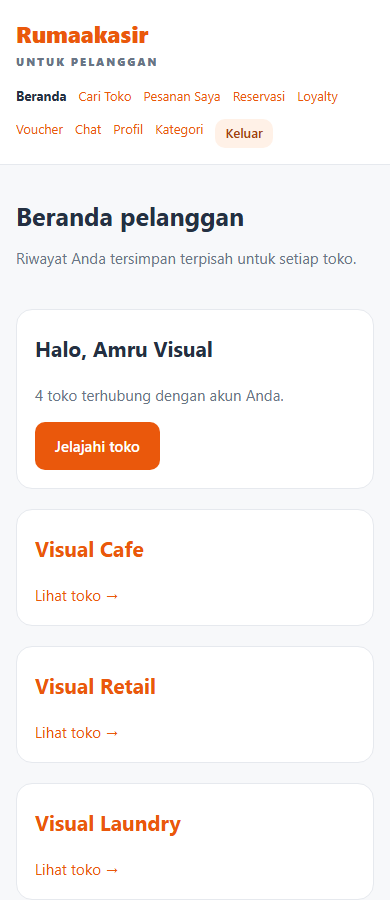 Rumaakasir
UNTUK PELANGGAN
Beranda Cari Toko Pesanan Saya Reservasi Loyalty
Voucher Chat Profil Kategori Keluar
Beranda pelanggan
Riwayat Anda tersimpan terpisah untuk setiap toko.
Halo, Amru Visual
4 toko terhubung dengan akun Anda.
Jelajahi toko
Visual Cafe
Lihat toko →
Visual Retail
Lihat toko →
Visual Laundry
Lihat toko →